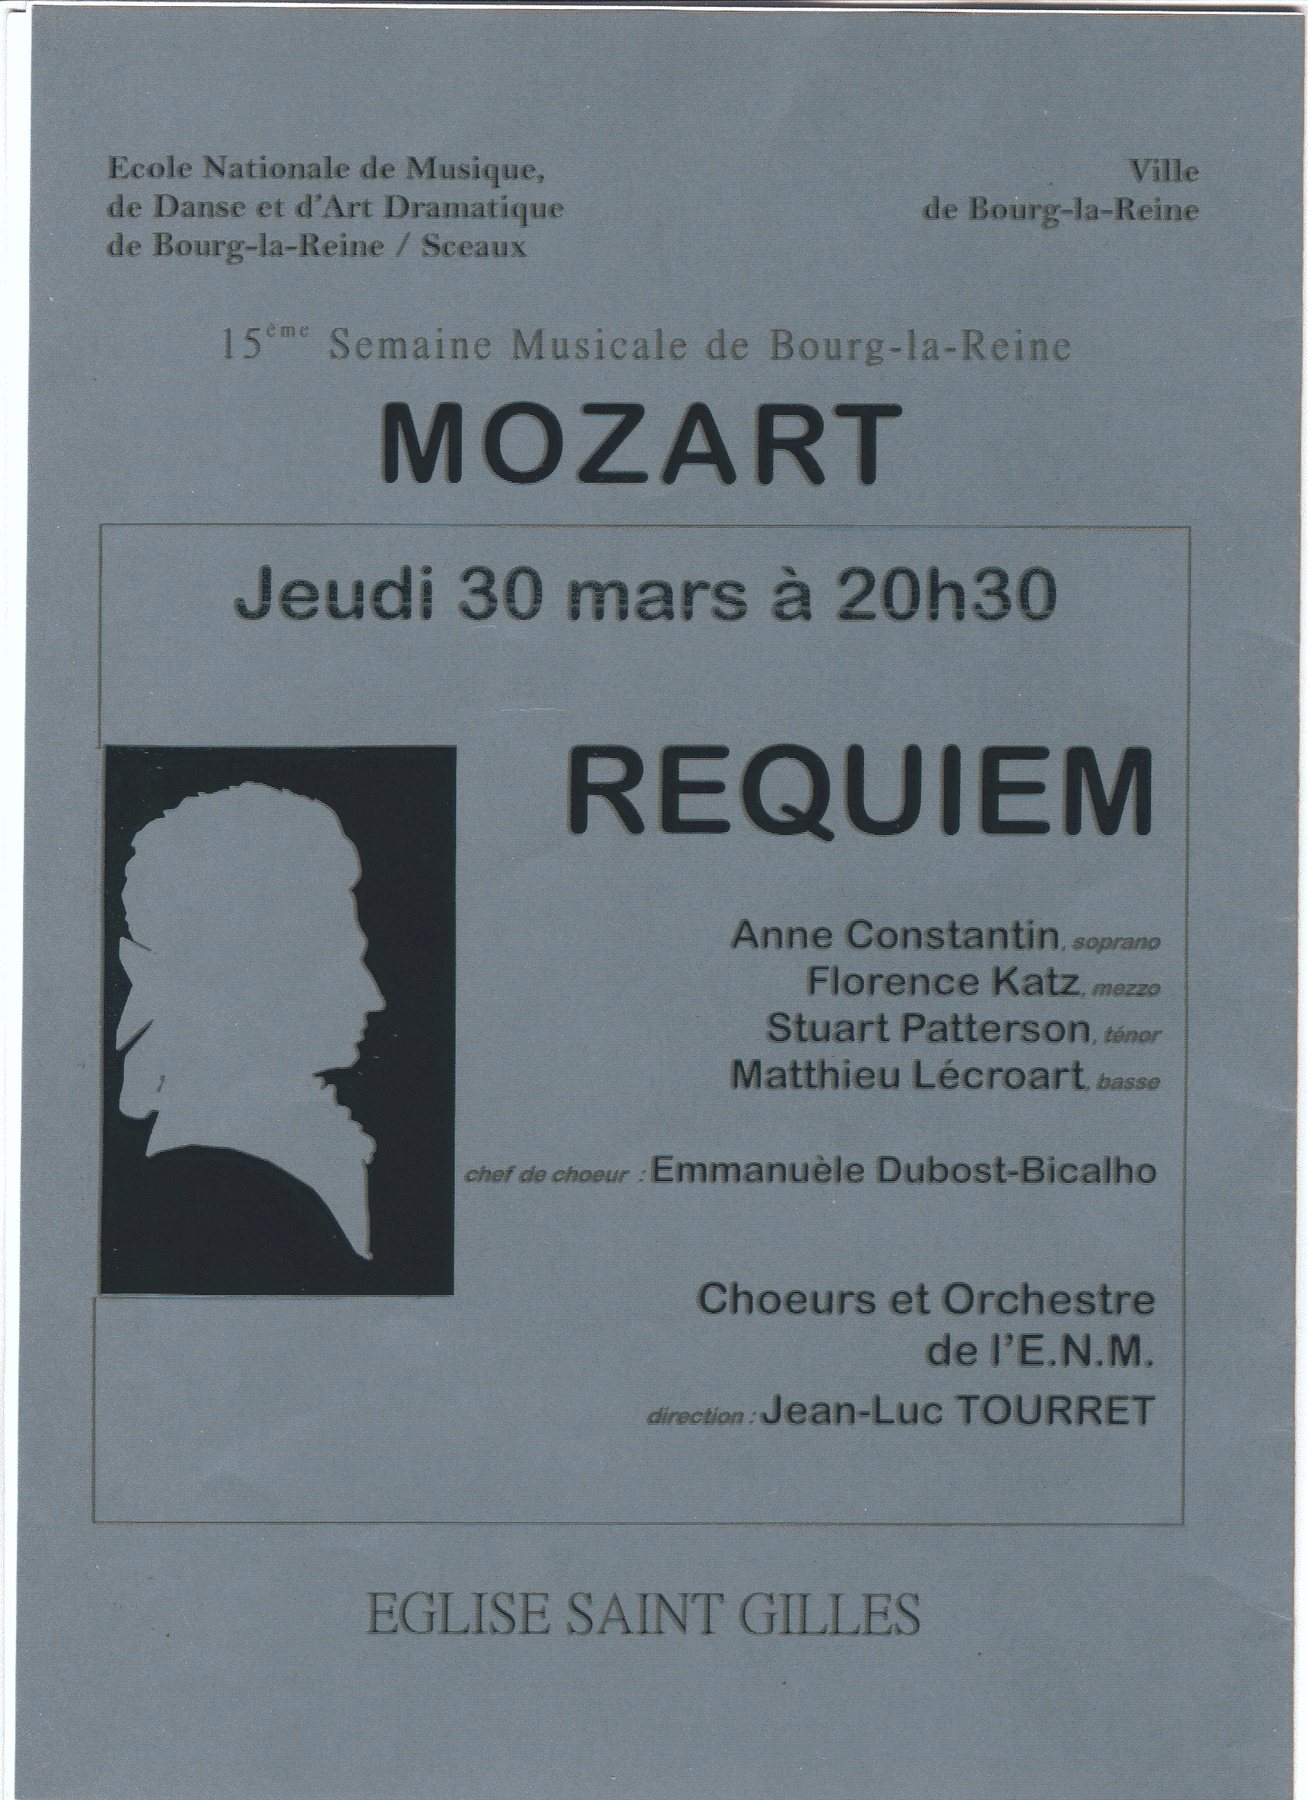 Ecole Nationale de Musique,
de Danse et d'Art Dramatique
de Bourg-la-Reine / Sceaux
Ville
de Bourg-la-Reine
15ème Semaine Musicale de Bourg-la-Reine
MOZART
Jeudi 30 mars à 20h30
REQUIEM
Anne Constantin, soprano
Florence Katz, mezzo
Stuart Patterson, ténor
Matthieu Lécroart, basse
chef de choeur : Emmanuèle Dubost-Bicalho
Choeurs et Orchestre
de l'E.N.M.
direction : Jean-Luc TOURRET
EGLISE SAINT GILLES